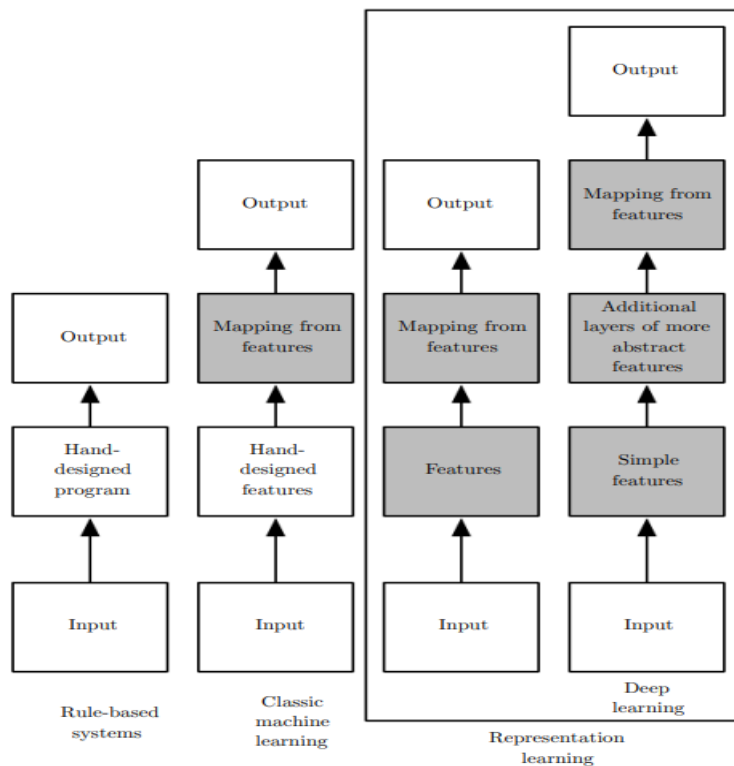 Output
Output
Output
Mapping from
features
Output
Mapping from
features
Mapping from
features
Additional
layers of more
abstract
features
Hand-
designed
program
Hand-
designed
features
Features
Simple
features
Input
Input
Input
Input
Rule-based
systems
Classic
machine
learning
Deep
learning
Representation
learning